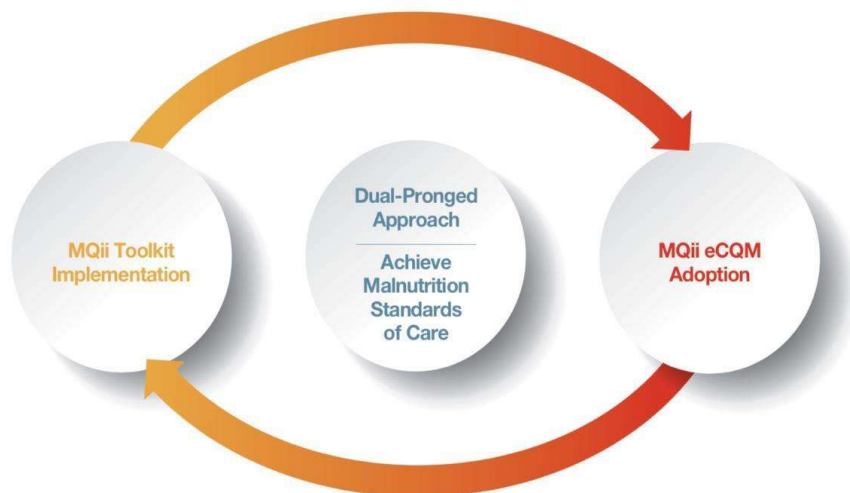 MQii Toolkit
Implementation
Dual-Pronged
Approach
Achieve
Malnutrition
Standards
of Care
MQii eCQM
Adoption